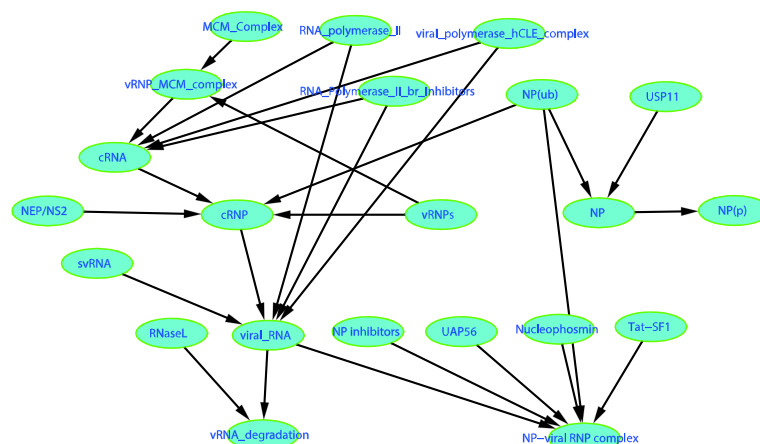 MCM_Complex
RNA_polymerase_II
viral_polymerase_hCLE_complex
vRNP_MCM_complex
RNA_Polymerase_II_br_Inhibitors
NP(ub)
USP11
cRNA
NEP/NS2
cRNP
vRNPs
NP
NP(p)
svRNA
RNaseL
viral_RNA
NP inhibitors
UAP56
Nucleophosmin
Tat-SF1
vRNA_degradation
NP-viral RNP complex